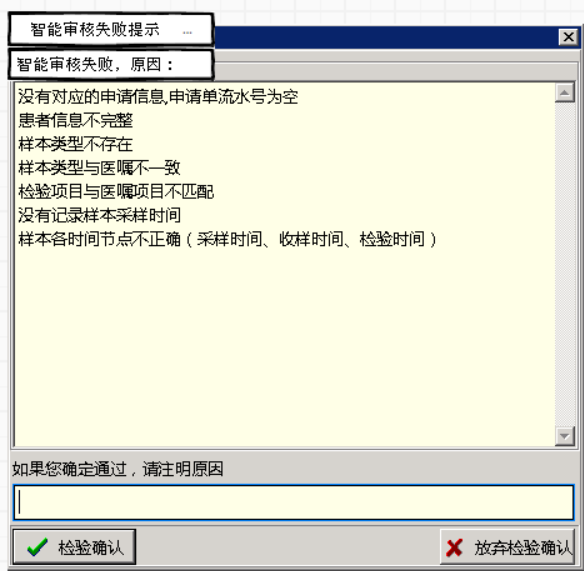 智能审核失败提示 ...
智能审核失败，原因：
没有对应的申请信息,申请单流水号为空
患者信息不完整
样本类型不存在
样本类型与医嘱不一致
检验项目与医嘱项目不匹配
没有记录样本采样时间
样本各时间节点不正确（采样时间、收样时间、检验时间）
如果您确定通过，请注明原因
检验确认
放弃检验确认